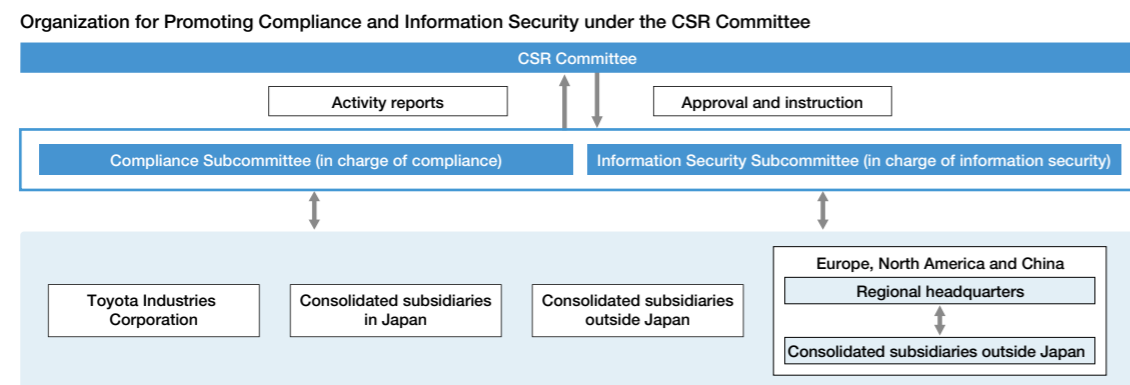 Organization for Promoting Compliance and Information Security under the CSR Committee
CSR Committee
Activity reports
Approval and instruction
Compliance Subcommittee (in charge of compliance)
Information Security Subcommittee (in charge of information security)
Toyota Industries
Corporation
Consolidated subsidiaries
in Japan
Consolidated subsidiaries
outside Japan
Europe, North America and China
Regional headquarters
Consolidated subsidiaries outside Japan